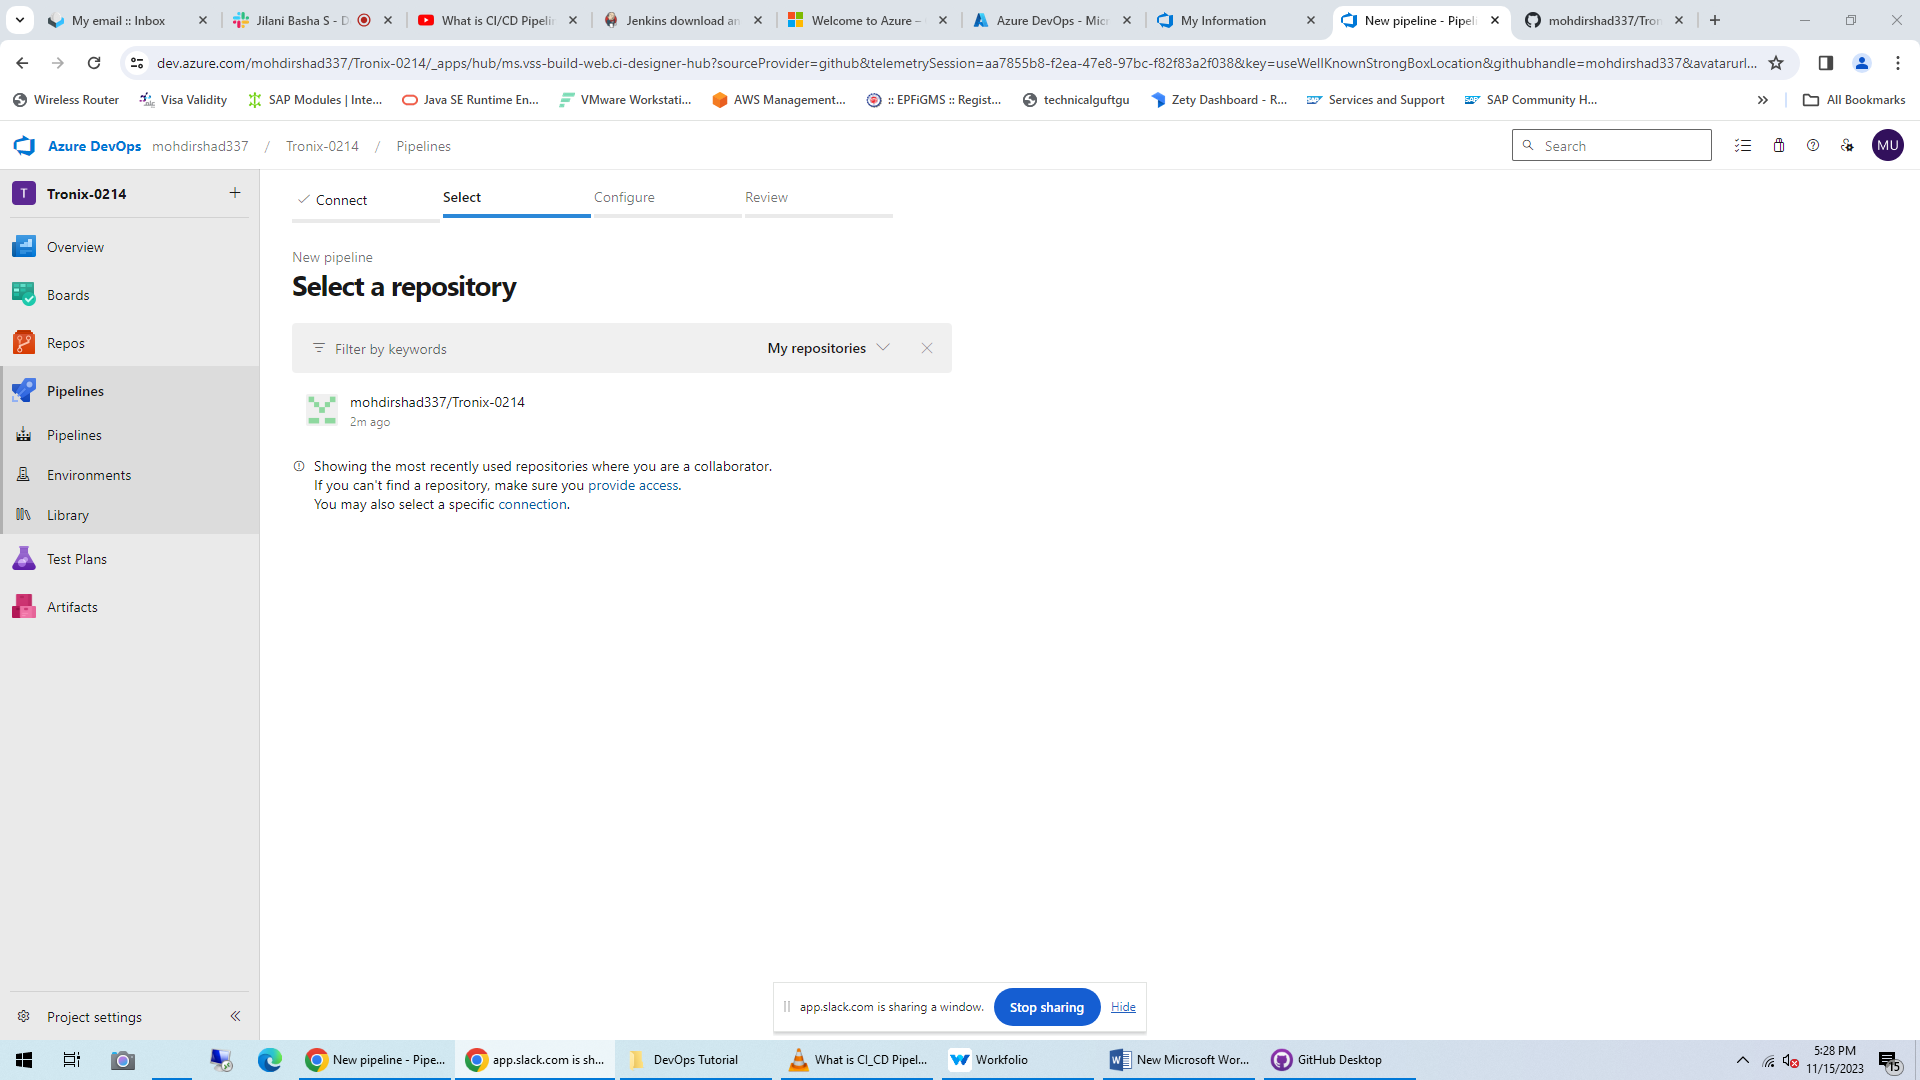 My email :: Inbox
Jilani Basha S - D
What is CI/CD Pipelin
Jenkins download an
Welcome to Azure –
Azure DevOps - Micr
My Information
New pipeline - Pipeli
mohdirshad337/Tron
dev.azure.com/mohdirshad337/Tronix-0214/_apps/hub/ms.vss-build-web.ci-designer-hub?sourceProvider=github&telemetrySession=aa7855b8-f2ea-47e8-97bc-f82f83a2f038&key=useWellKnownStrongBoxLocation&githubhandle=mohdirshad337&avatarurl...
Wireless Router
Visa Validity
SAP Modules | Inte...
Java SE Runtime En...
VMware Workstati...
AWS Management...
:: EPFiGMS :: Regist...
technicalguftgu
Zety Dashboard - R...
Services and Support
SAP Community H...
All Bookmarks
Azure DevOps mohdirshad337 / Tronix-0214 / Pipelines
Search
MU
T Tronix-0214
Overview
Boards
Repos
Pipelines
Pipelines
Environments
Library
Test Plans
Artifacts
Project settings
Connect
Select
Configure
Review
New pipeline
Select a repository
Filter by keywords
My repositories
mohdirshad337/Tronix-0214
2m ago
Showing the most recently used repositories where you are a collaborator.
If you can't find a repository, make sure you provide access.
You may also select a specific connection.
app.slack.com is sharing a window.
Stop sharing
Hide
New pipeline - Pipe...
app.slack.com is sh...
DevOps Tutorial
What is CI_CD Pipel...
Workfolio
New Microsoft Wor...
GitHub Desktop
5:28 PM
11/15/2023
15